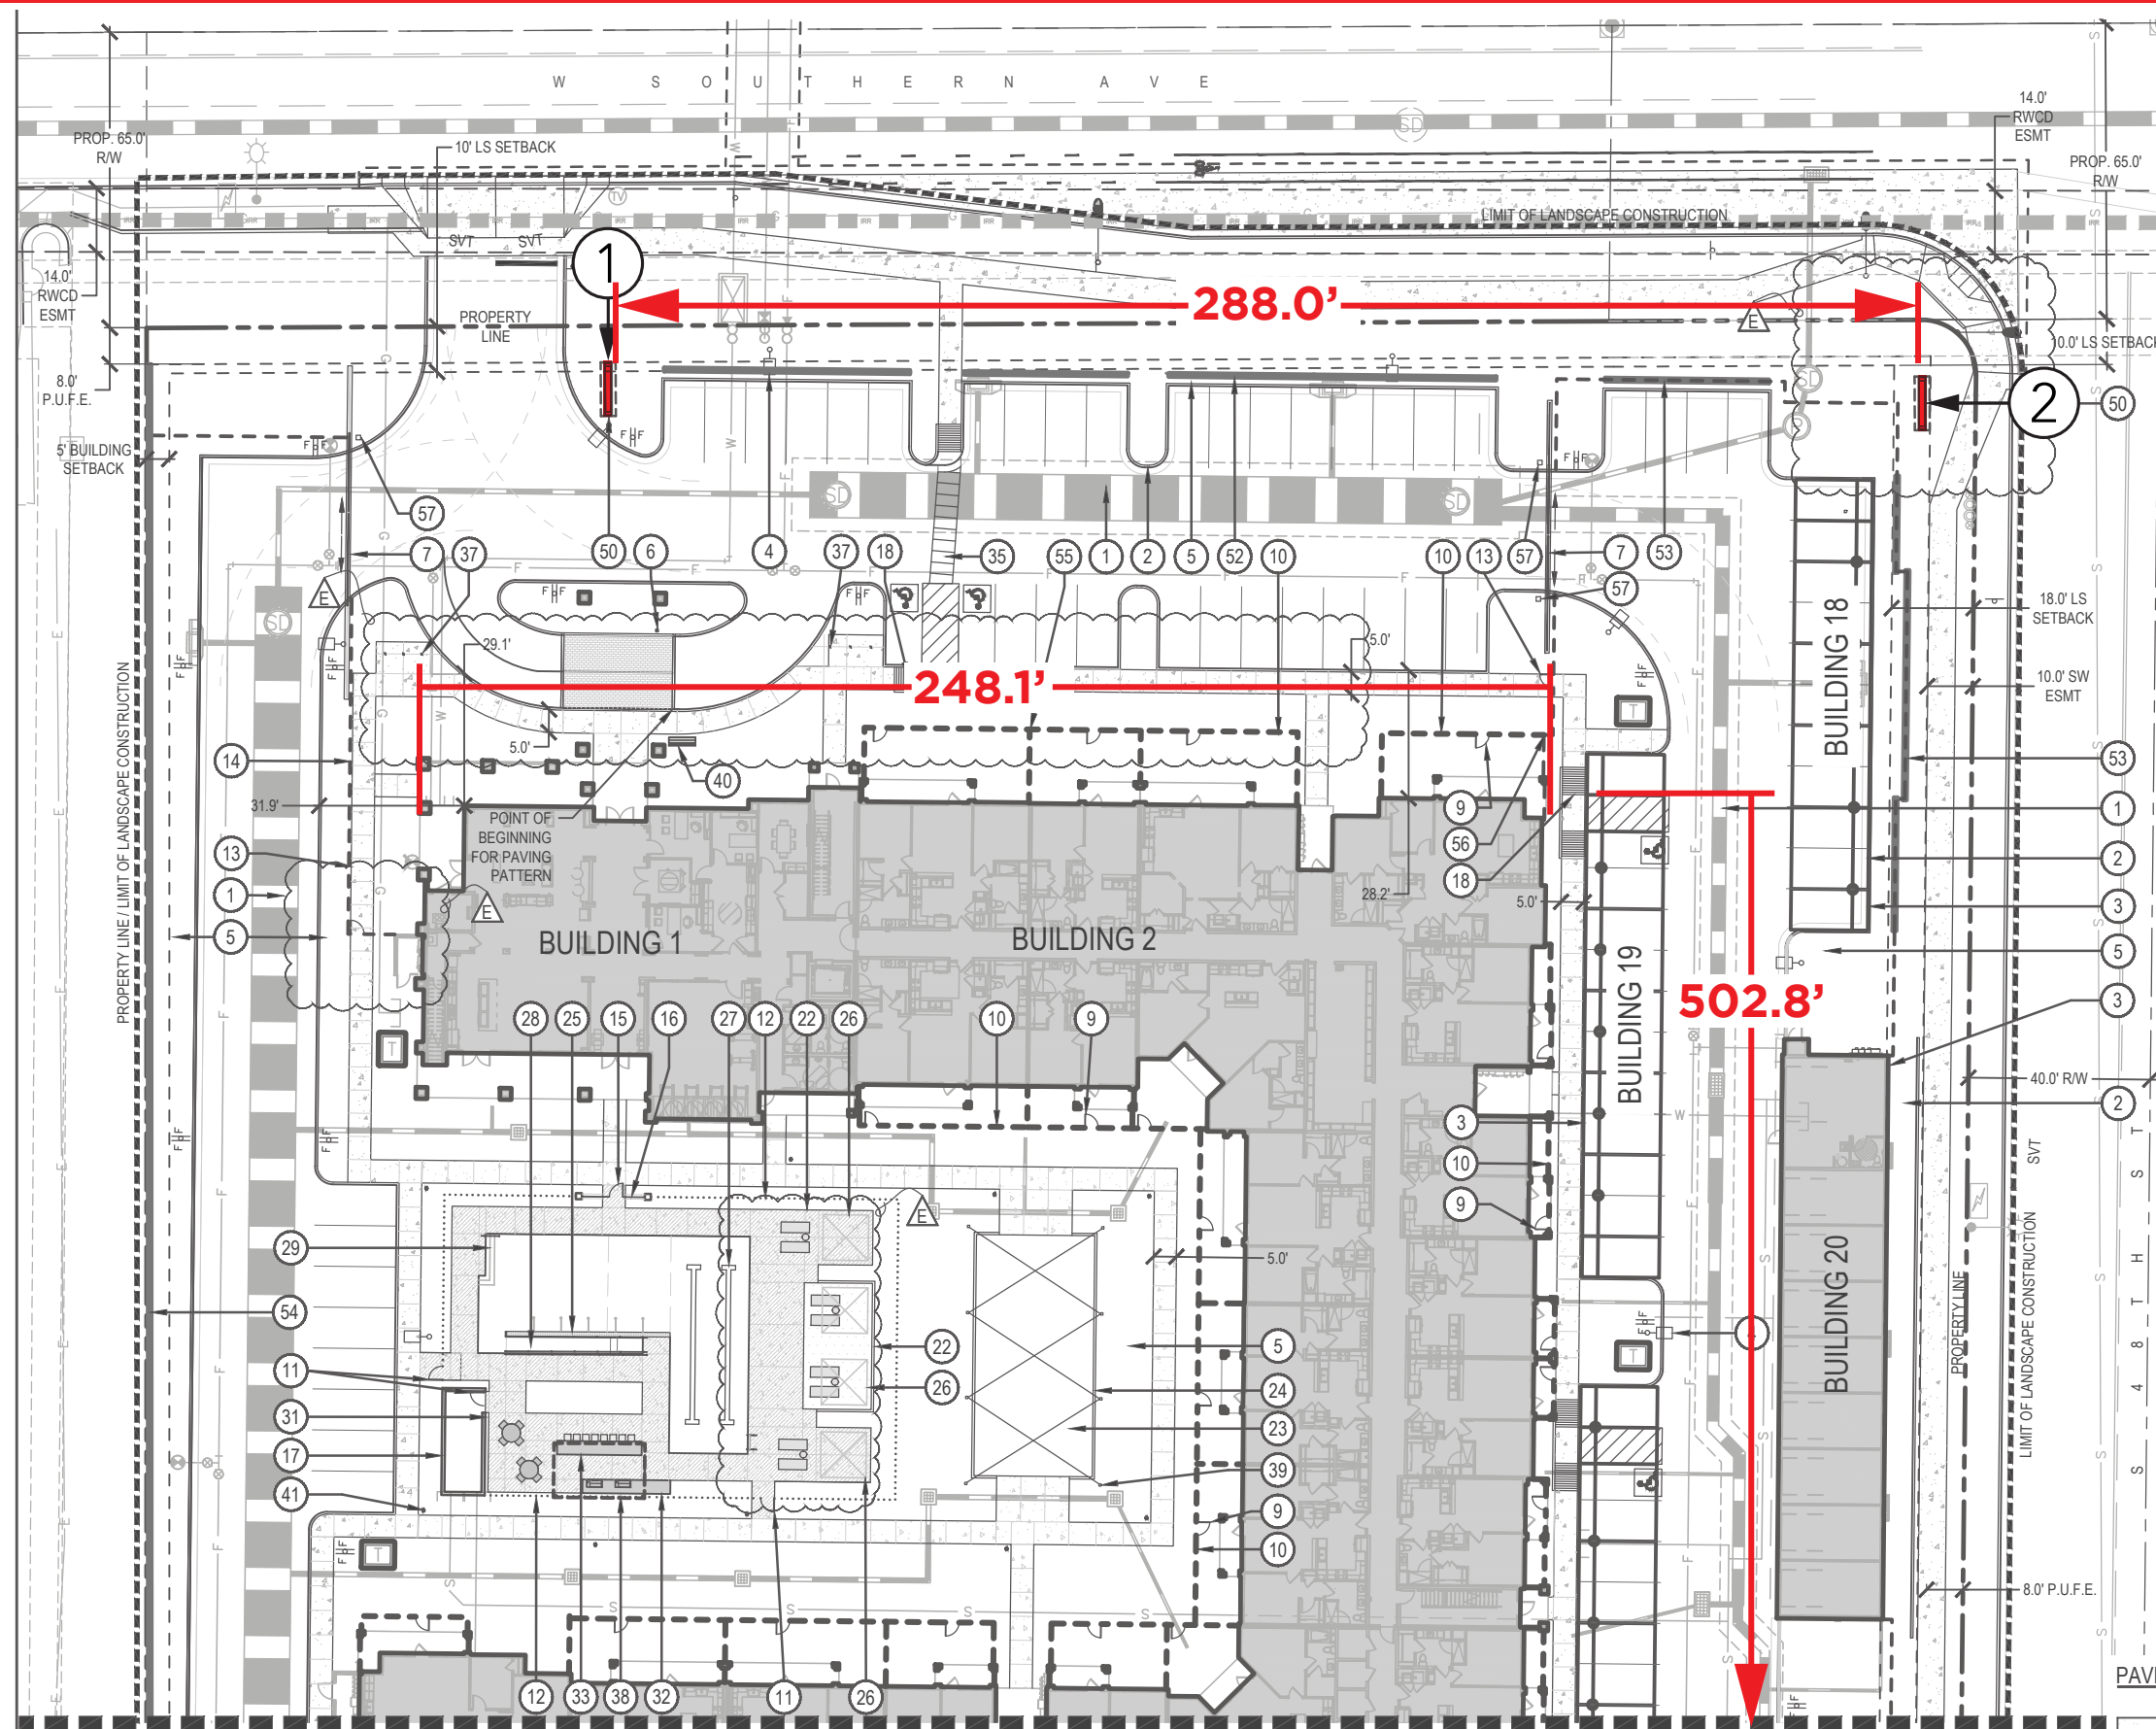 W SOUTHERN AVE
14.0'
RWCD
ESMT
PROP. 65.0'
R/W
10' LS SETBACK
PROP. 65.0'
R/W
LIMIT OF LANDSCAPE CONSTRUCTION
SVT
SVT
1
14.0'
RWCD
ESMT
288.0'
PROPERTY
LINE
E
10.0' LS SETBACK
8.0'
P.U.F.E.
2
50
5' BUILDING
SETBACK
57
7
37
50
6
4
37
18
35
55
1
2
5
52
10
10
13
57
7
53
57
E
18.0' LS
SETBACK
BUILDING 18
29.1'
5.0'
248.1'
10.0' SW
ESMT
5.0'
14
40
53
31.9'
POINT OF
BEGINNING
FOR PAVING
PATTERN
9
1
56
13
18
2
1
E
28.2'
5.0'
3
5
BUILDING 1
BUILDING 2
5
PROPERTY LINE / LIMIT OF LANDSCAPE CONSTRUCTION
BUILDING 19
502.8'
3
28
25
15
16
27
12
22
26
10
9
40.0' R/W
3
2
10
SVT
9
E
29
5.0'
BUILDING 20
PROPERTY LINE
LIMIT OF LANDSCAPE CONSTRUCTION
S 48TH ST
54
22
5
11
26
24
31
23
17
39
41
9
10
8.0' P.U.F.E.
12
33
38
32
11
26
PAV